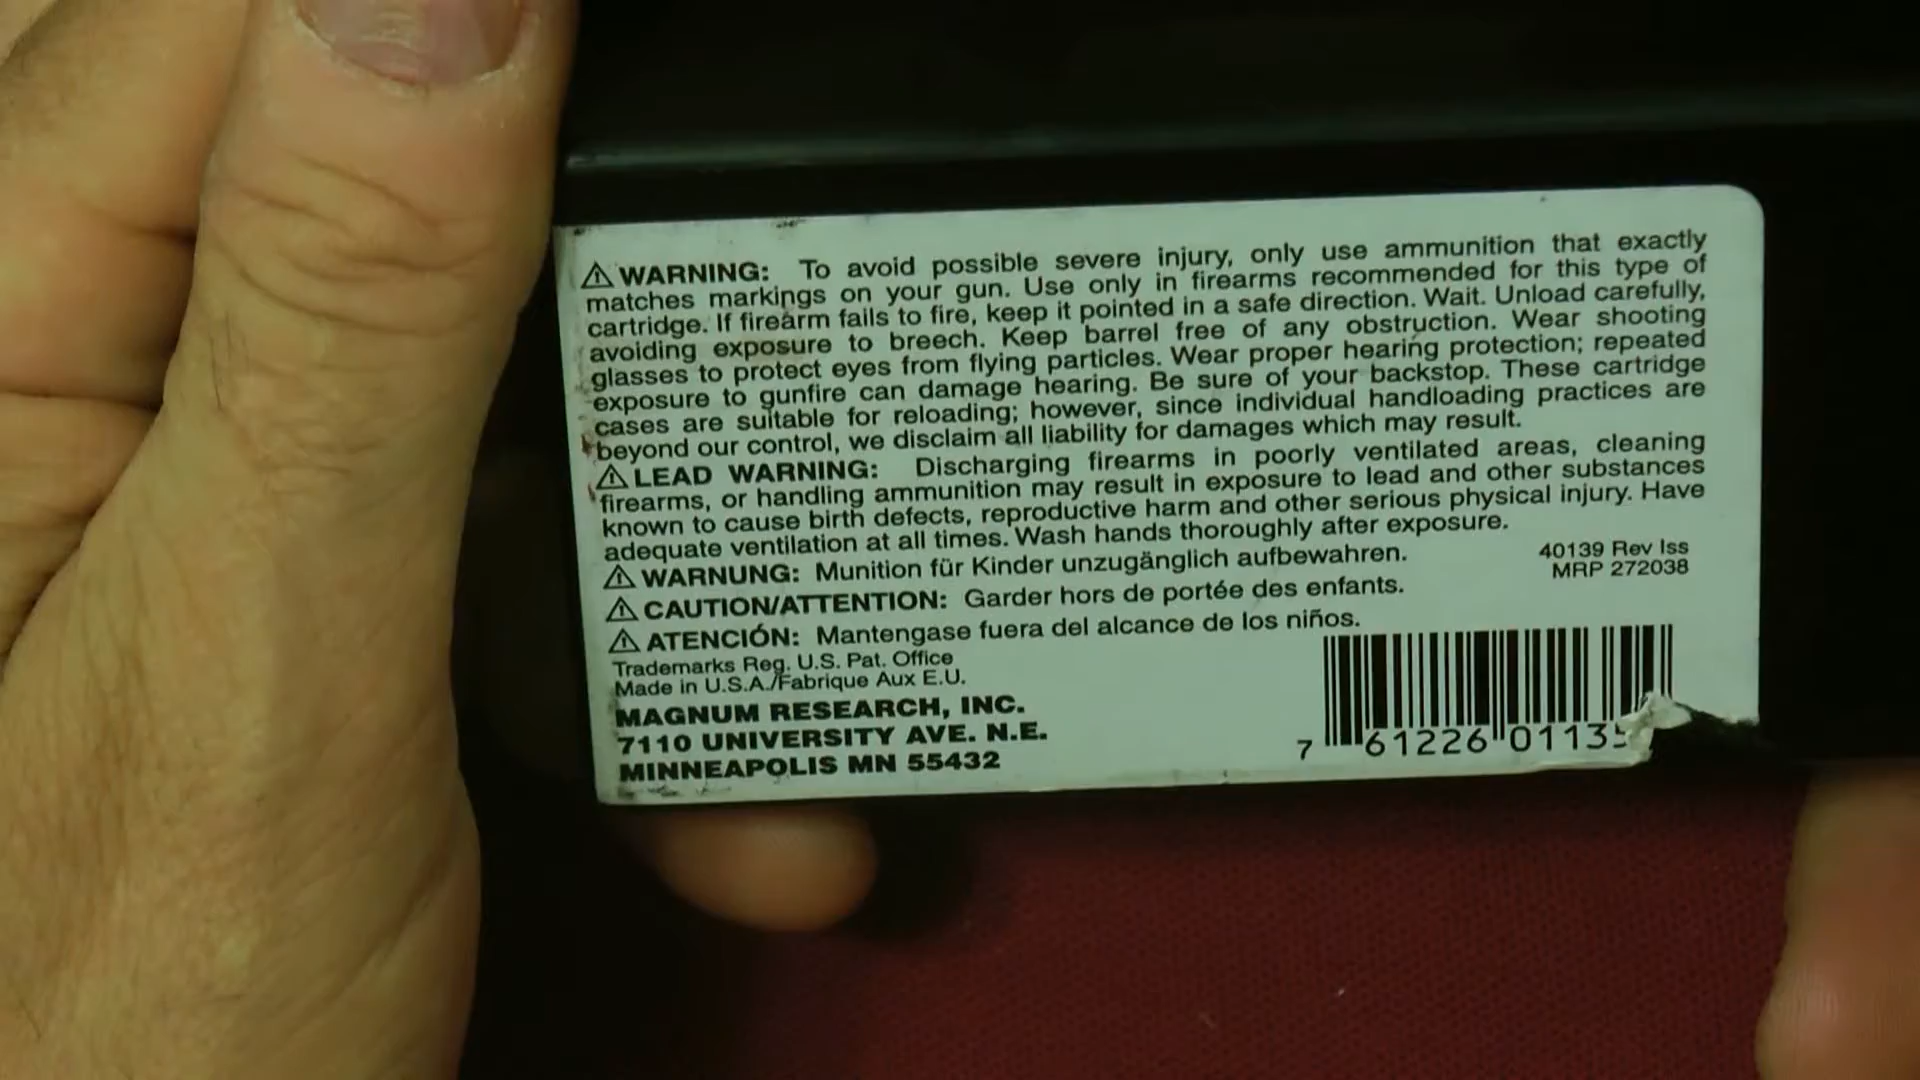 ⚠ WARNING: To avoid possible severe injury, only use ammunition that exactly
matches markings on your gun. Use only in firearms recommended for this type of
cartridge. If firearm fails to fire, keep it pointed in a safe direction. Wait. Unload carefully,
avoiding exposure to breech. Keep barrel free of any obstruction. Wear shooting
glasses to protect eyes from flying particles. Wear proper hearing protection; repeated
exposure to gunfire can damage hearing. Be sure of your backstop. These cartridge
cases are suitable for reloading; however, since individual handloading practices are
beyond our control, we disclaim all liability for damages which may result.
⚠ LEAD WARNING: Discharging firearms in poorly ventilated areas, cleaning
firearms, or handling ammunition may result in exposure to lead and other substances
known to cause birth defects, reproductive harm and other serious physical injury. Have
adequate ventilation at all times. Wash hands thoroughly after exposure.
⚠ WARNUNG: Munition für Kinder unzugänglich aufbewahren.
40139 Rev Iss
MRP 272038
⚠ CAUTION/ATTENTION: Garder hors de portée des enfants.
⚠ ATENCIÓN: Mantengase fuera del alcance de los niños.
Trademarks Reg. U.S. Pat. Office
Made in U.S.A./Fabrique Aux E.U.
MAGNUM RESEARCH, INC.
7110 UNIVERSITY AVE. N.E.
MINNEAPOLIS MN 55432
7 61226 0113